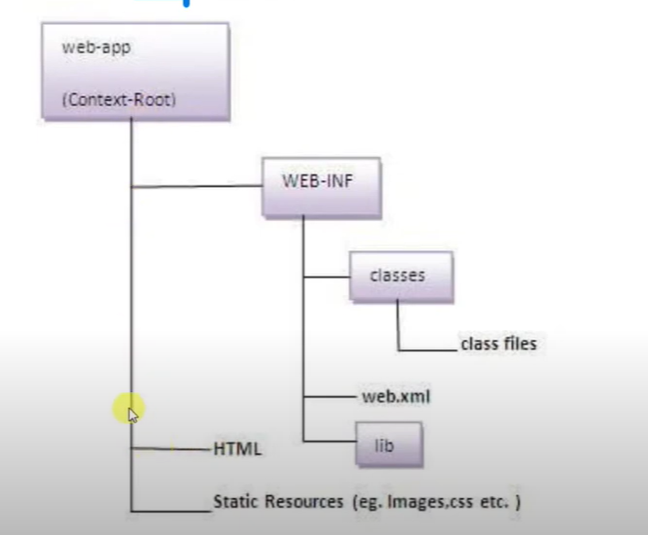 web-app
(Context-Root)
WEB-INF
classes
class files
web.xml
lib
HTML
Static Resources (eg. Images,css etc. )